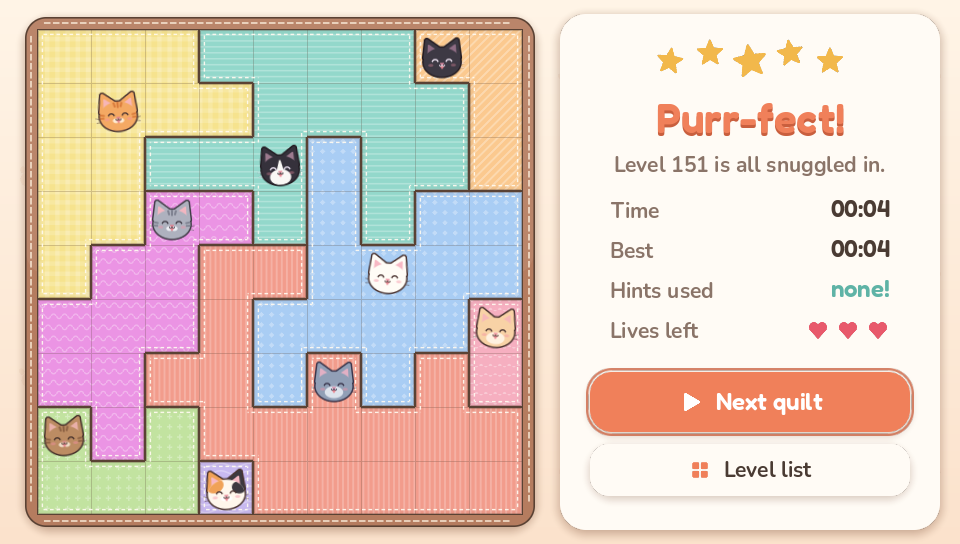 Purr-fect!
Level 151 is all snuggled in.
Time 00:04
Best 00:04
Hints used none!
Lives left
Next quilt
Level list